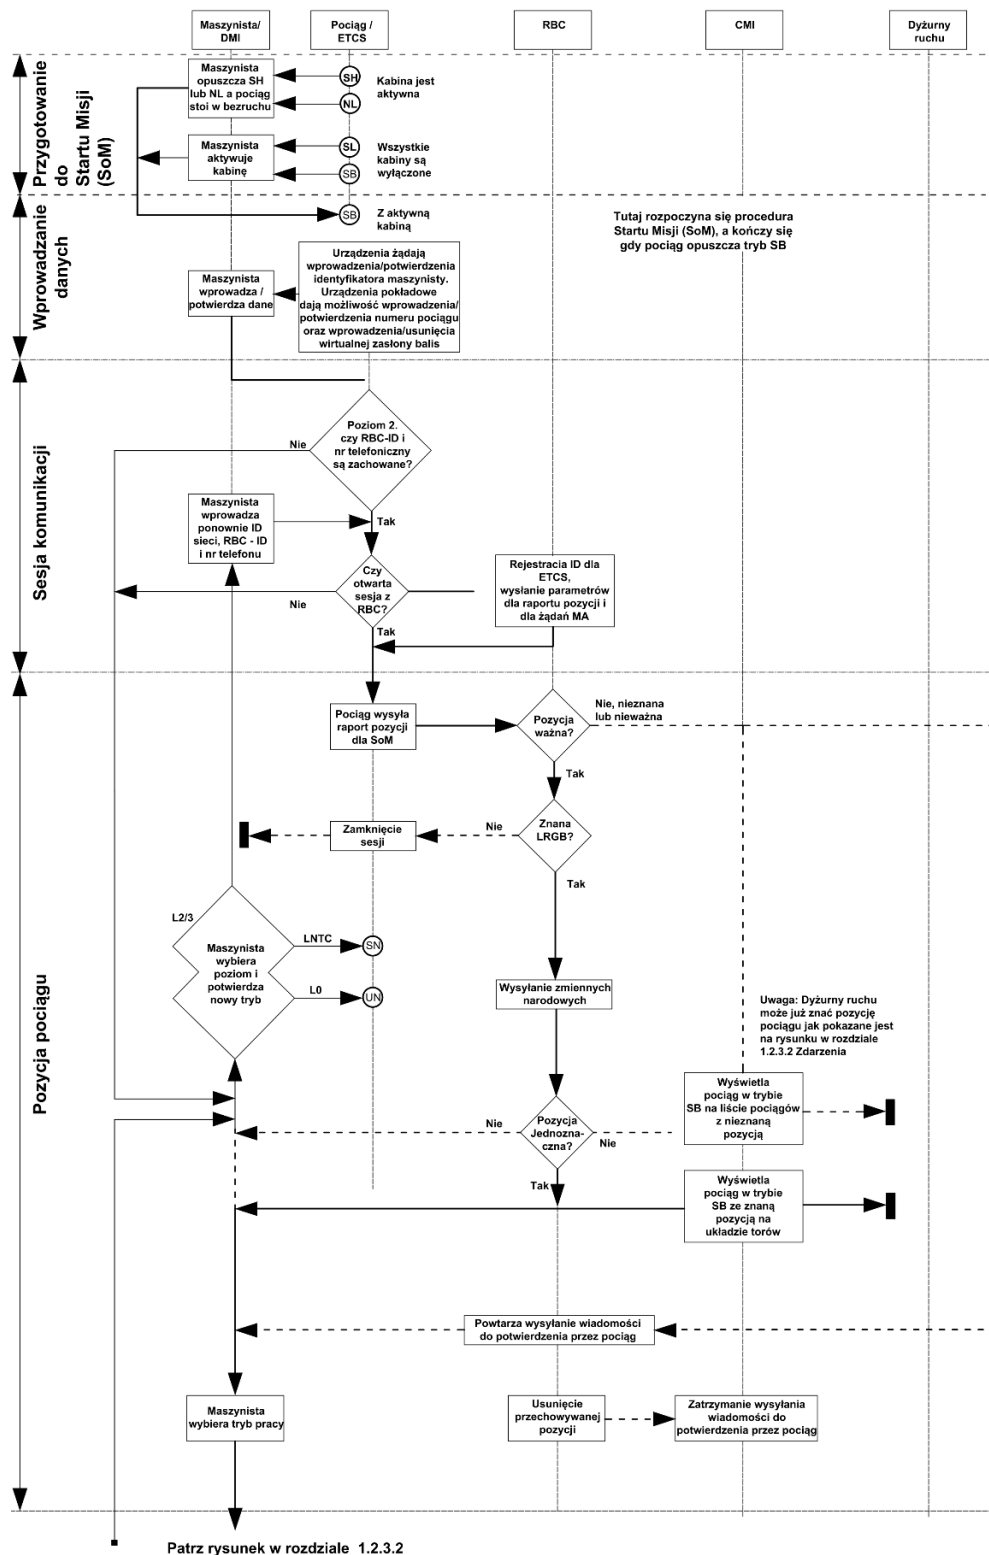 Maszynista/
DMI
Pociąg /
ETCS
RBC
CMI
Dyżurny
ruchu
Przygotowanie
do
Startu Misji
(SoM)
Maszynista
opuszcza SH
lub NL a pociąg
stoi w bezruchu
SH
NL
Kabina jest
aktywna
Maszynista
aktywuje
kabinę
SL
SB
Wszystkie
kabiny są
wyłączone
Wprowadzanie
danych
SB
Z aktywną
kabiną
Tutaj rozpoczyna się procedura
Startu Misji (SoM), a kończy się
gdy pociąg opuszcza tryb SB
Maszynista
wprowadza /
potwierdza dane
Urządzenia żądają
wprowadzenia/potwierdzenia
identyfikatora maszynisty.
Urządzenia pokładowe
dają możliwość wprowadzenia/
potwierdzenia numeru pociągu
oraz wprowadzenia/usunięcia
wirtualnej zasłony balis
Sesja komunikacji
Poziom 2.
czy RBC-ID i
nr telefoniczny
są zachowane?
Nie
Tak
Maszynista
wprowadza
ponownie ID
sieci, RBC - ID
i nr telefonu
Czy
otwarta
sesja z
RBC?
Nie
Tak
Rejestracia ID dla
ETCS,
wysłanie parametrów
dla raportu pozycji i
dla żądań MA
Pozycja pociągu
Pociąg wysyła
raport pozycji
dla SoM
Pozycja
ważna?
Nie, nieznana
lub nieważna
Tak
Zamknięcie
sesji
Nie
Znana
LRGB?
Tak
L2/3
Maszynista
wybiera
poziom i
potwierdza
nowy tryb
LNTC
SN
L0
UN
Wysyłanie zmiennych
narodowych
Uwaga: Dyżurny ruchu
może już znać pozycję
pociągu jak pokazane jest
na rysunku w rozdziale
1.2.3.2 Zdarzenia
Wyświetla
pociąg w trybie
SB na liście pociągów
z nieznaną
pozycją
Nie
Pozycja
Jednozna-
czna?
Nie
Tak
Wyświetla
pociąg w trybie
SB ze znaną
pozycją na
układzie torów
Powtarza wysyłanie wiadomości
do potwierdzenia przez pociąg
Maszynista
wybiera tryb pracy
Usunięcie
przechowywanej
pozycji
Zatrzymanie wysyłania
wiadomości do
potwierdzenia przez pociąg
Patrz rysunek w rozdziale 1.2.3.2